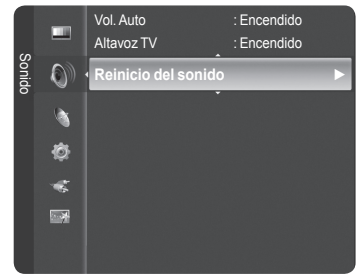 Sonido
Vol. Auto : Encendido
Altavoz TV : Encendido
Reinicio del sonido